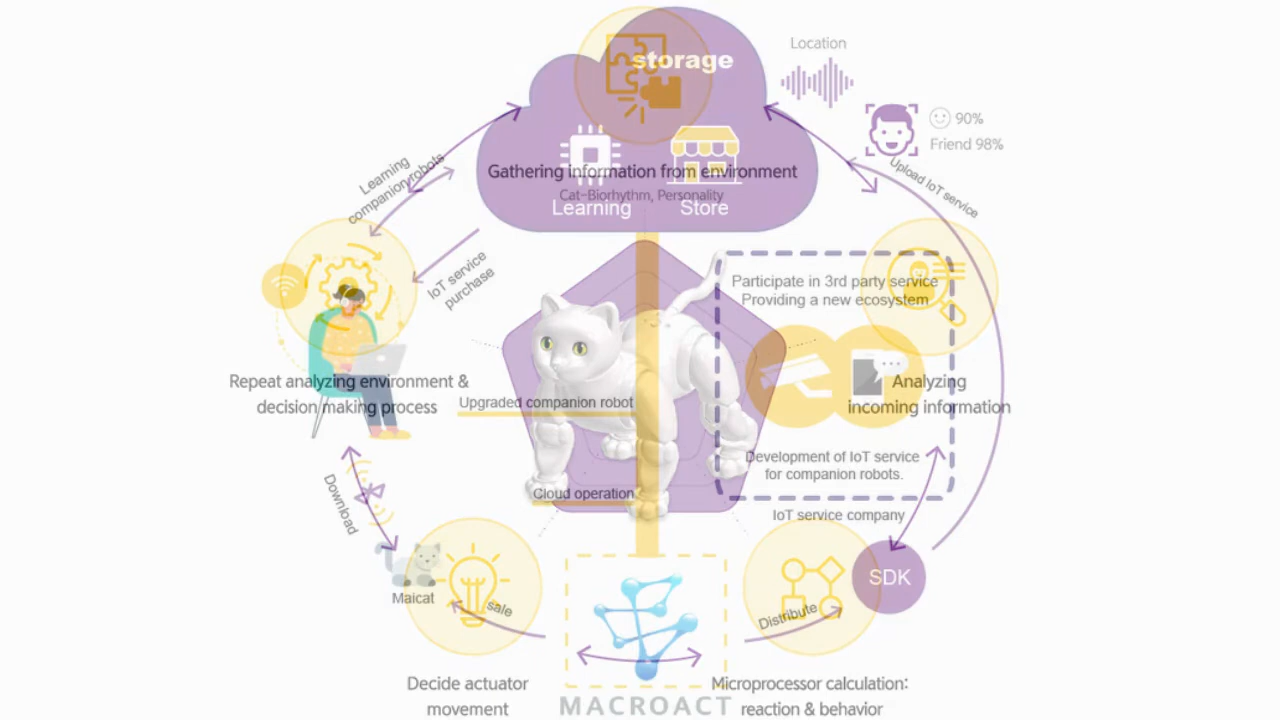 storage
Location
90%
Friend 98%
Gathering information from environment
Cat-Biorhythm, Personality
Learning
Store
Learning
companion robots
Upload IoT service
IoT service
purchase
Participate in 3rd party service
Providing a new ecosystem
Repeat analyzing environment &
decision making process
Upgraded companion robot
Analyzing
incoming information
Development of IoT service
for companion robots.
Cloud operation
IoT service company
Download
SDK
Maicat
sale
Distribute
Decide actuator
movement
Microprocessor calculation:
reaction & behavior
MACROACT